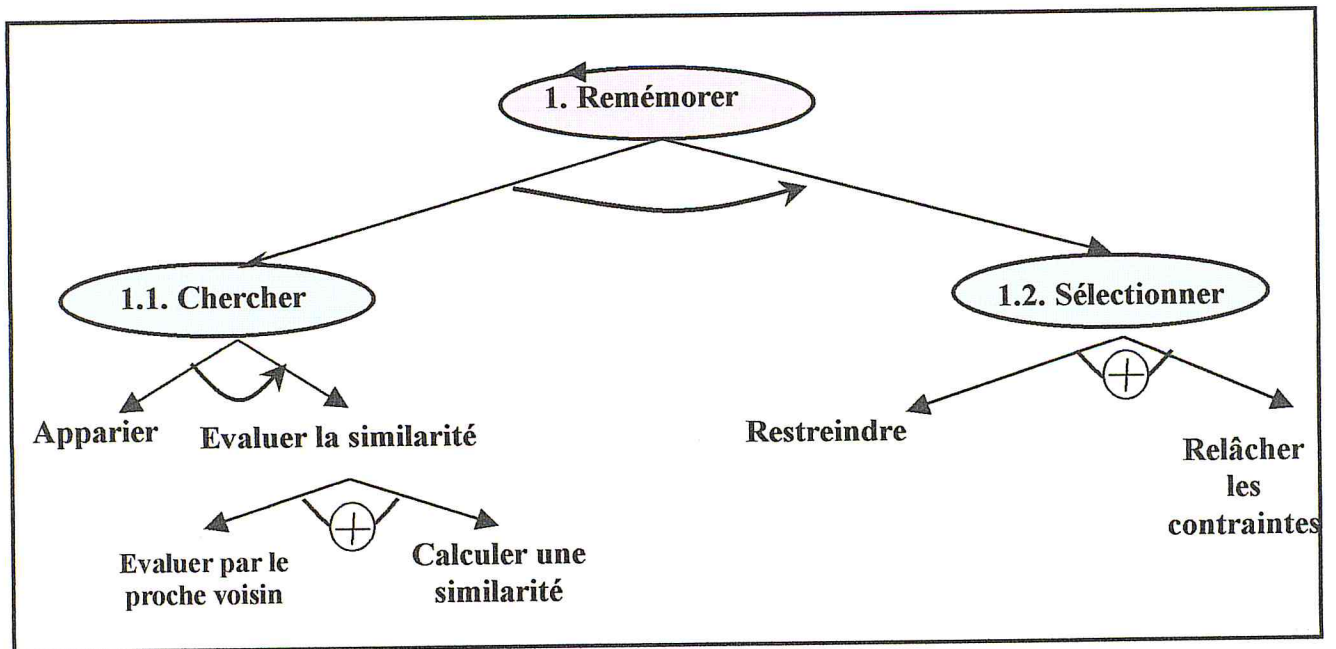 1. Remémorer
1.1. Chercher
1.2. Sélectionner
Apparier
Evaluer la similarité
Restreindre
Relâcher
les
contraintes
Evaluer par le
proche voisin
Calculer une
similarité